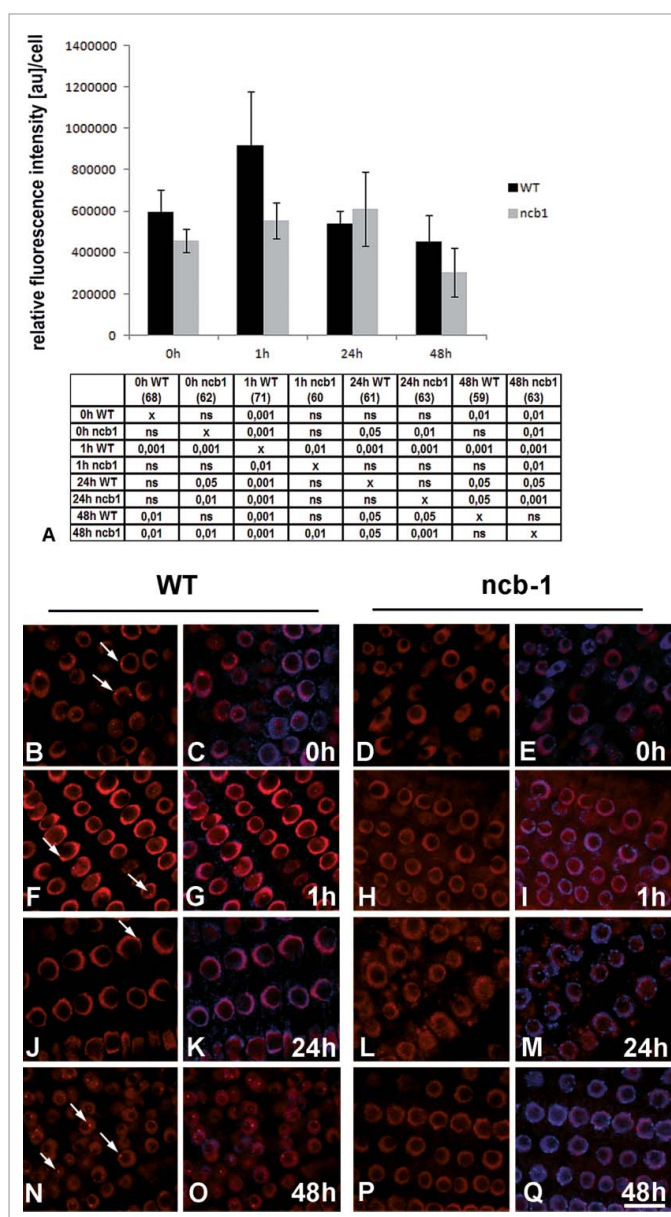 relative fluorescence intensity [au]/cell
1400000
1200000
1000000
800000
600000
400000
200000
0
0h 1h 24h 48h
WT
ncb1
0h WT (68) 0h ncb1 (62) 1h WT (71) 1h ncb1 (60) 24h WT (61) 24h ncb1 (63) 48h WT (59) 48h ncb1 (63)
0h WT x ns 0,001 ns ns ns 0,01 0,01
0h ncb1 ns x 0,001 ns 0,05 0,01 ns 0,01
1h WT 0,001 0,001 x 0,01 0,001 0,001 0,001 0,001
1h ncb1 ns ns 0,01 x ns ns ns 0,01
24h WT ns 0,05 0,001 ns x ns 0,05 0,05
24h ncb1 ns 0,01 0,001 ns ns x 0,05 0,001
48h WT 0,01 ns 0,001 ns 0,05 0,05 x ns
48h ncb1 0,01 0,01 0,001 0,01 0,05 0,001 ns x
A
WT ncb-1
B C 0h D E 0h
F G 1h H I 1h
J K 24h L M 24h
N O 48h P Q 48h